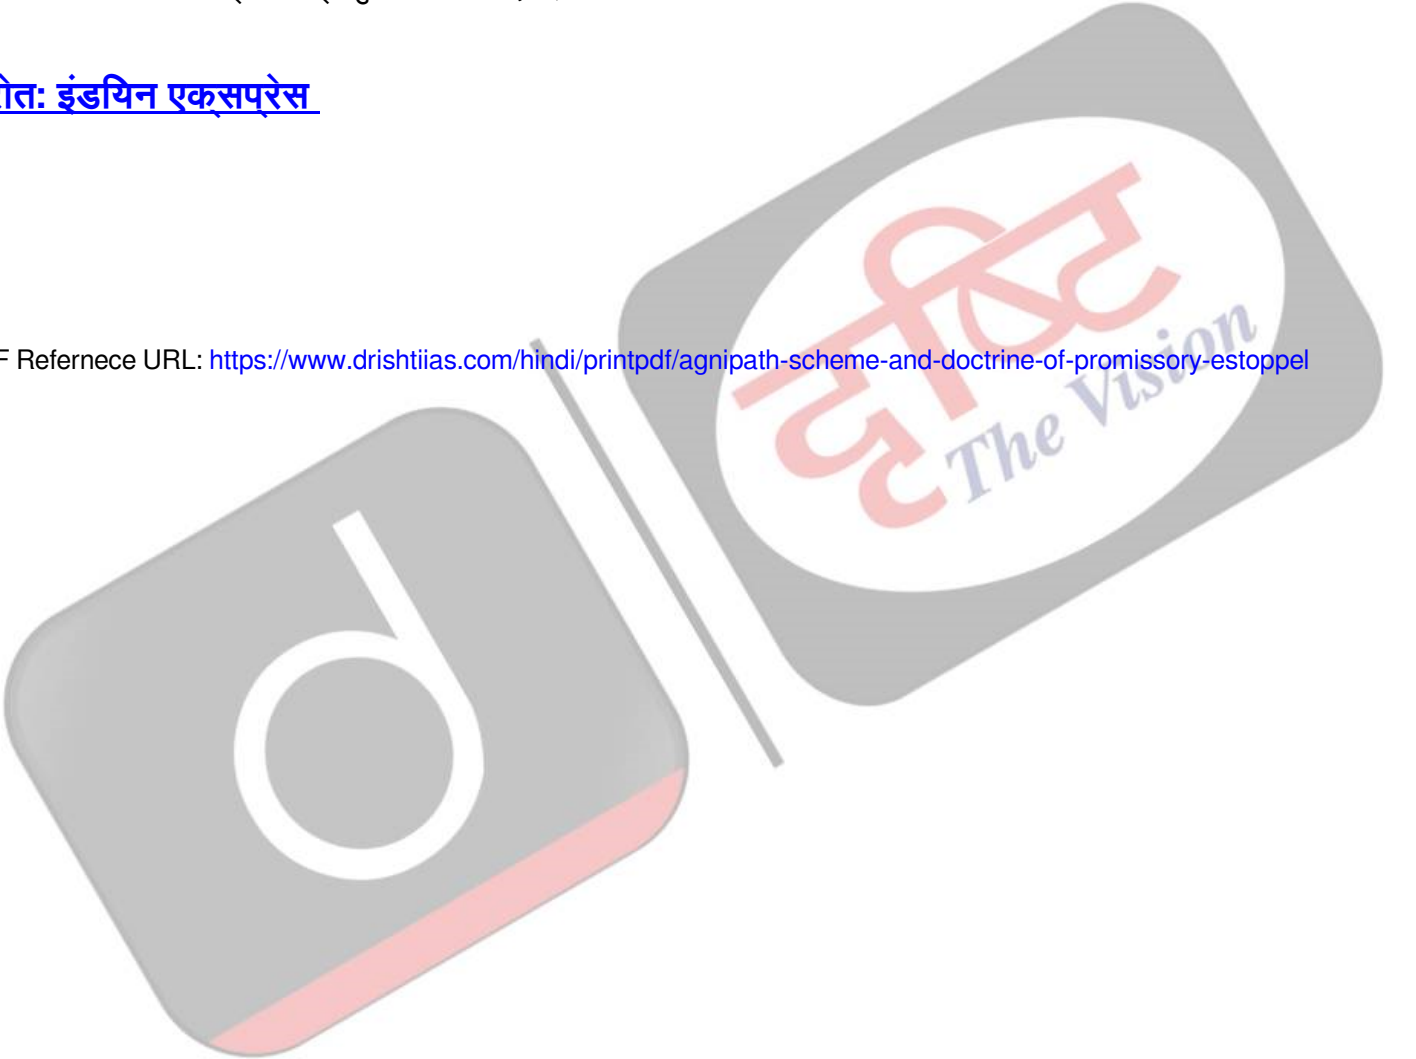 स्रोत: इंडियन एक्सप्रेस
F Refernece URL: https://www.drishtiias.com/hindi/printpdf/agnipath-scheme-and-doctrine-of-promissory-estoppel
दृष्टि
The Vision
d